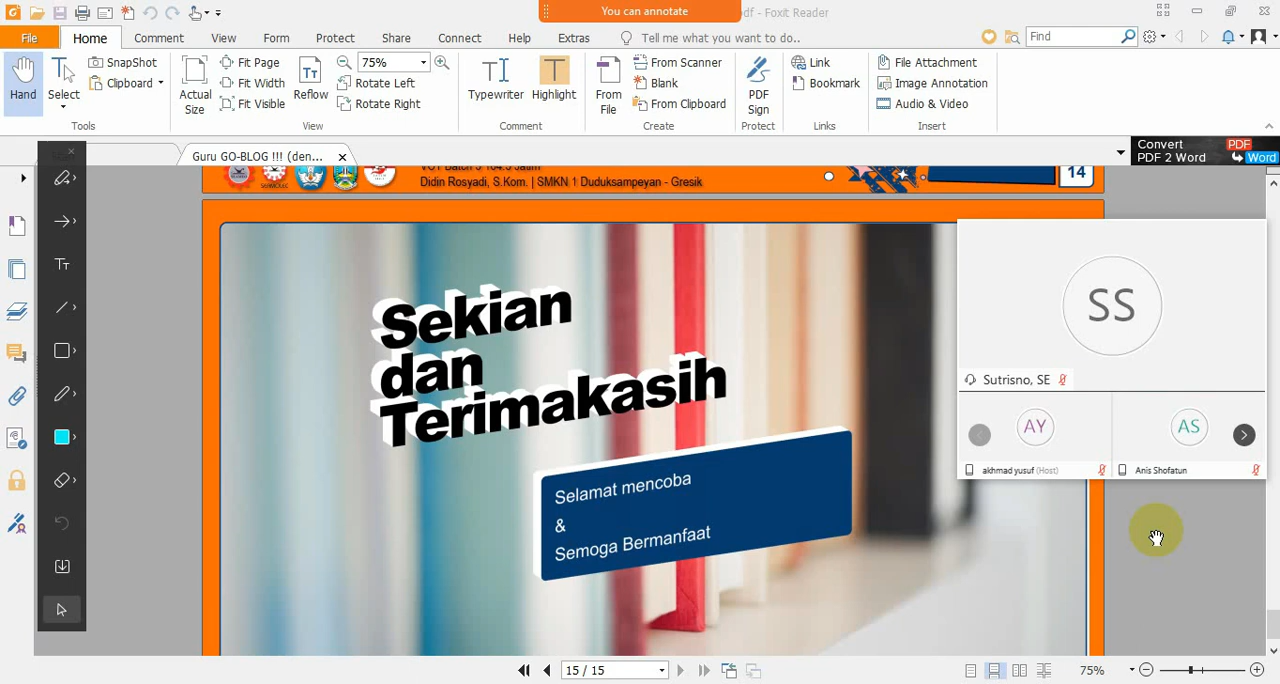 You can annotate
pdf - Foxit Reader
File Home Comment View Form Protect Share Connect Help Extras Tell me what you want to do..
Find
Hand
Select
SnapShot
Clipboard
Tools
Actual Size
Fit Page
Fit Width
Fit Visible
Reflow
75%
Rotate Left
Rotate Right
View
Typewriter
Highlight
Comment
From File
From Scanner
Blank
From Clipboard
Create
PDF Sign
Protect
Link
Bookmark
Links
File Attachment
Image Annotation
Audio & Video
Insert
Guru GO-BLOG !!! (den...
Convert PDF
PDF 2 Word Word
Didin Rosyadi, S.Kom. | SMKN 1 Duduksampeyan - Gresik
14
Sekian
dan
Terimakasih
Selamat mencoba
&
Semoga Bermanfaat
SS
Sutrisno, SE
AY
akhmad yusuf (Host)
AS
Anis Shofatun
15 / 15
75%